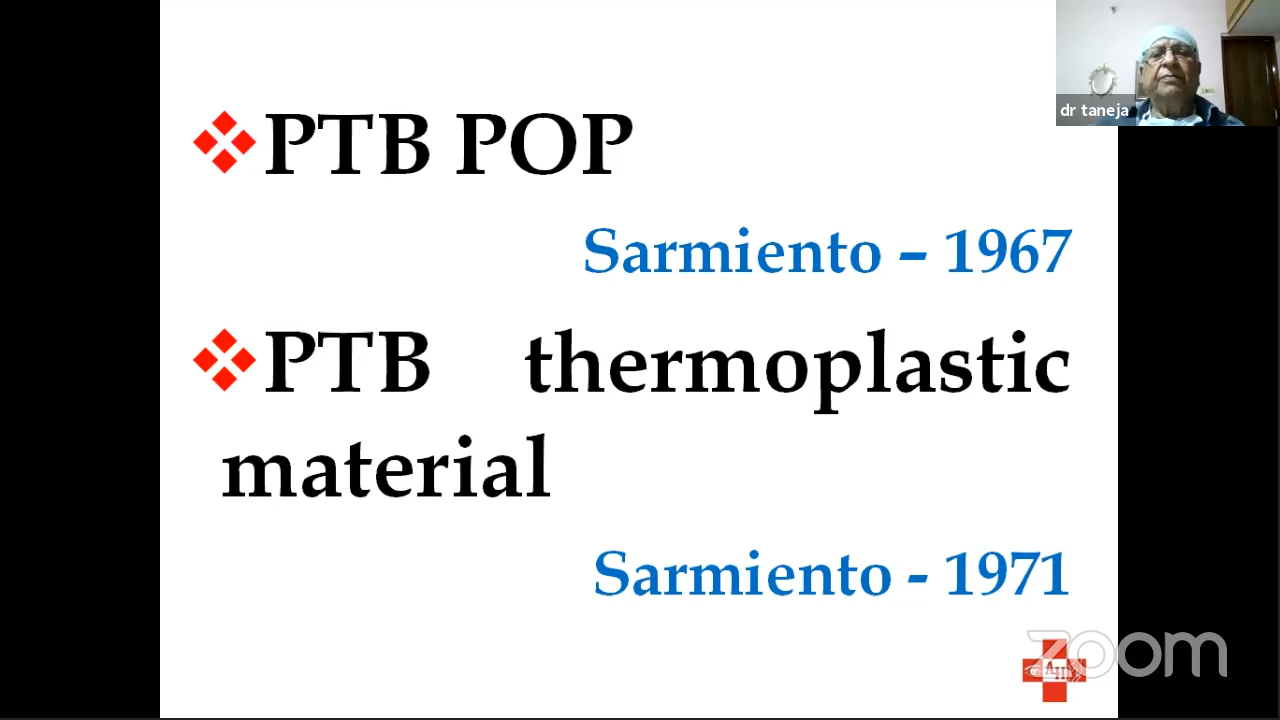 dr taneja
PTB POP
Sarmiento – 1967
PTB thermoplastic
material
Sarmiento - 1971
zoom